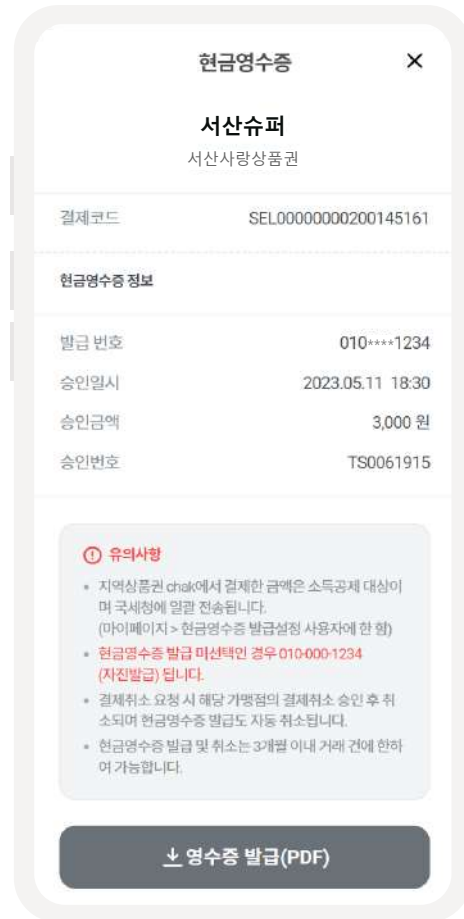 현금영수증 ✕
서산슈퍼
서산사랑상품권
결제코드 SEL00000000200145161
현금영수증 정보
발급 번호 010****1234
승인일시 2023.05.11 18:30
승인금액 3,000 원
승인번호 TS0061915
유의사항
• 지역상품권 chak에서 결제한 금액은 소득공제 대상이
며 국세청에 일괄 전송됩니다.
(마이페이지 > 현금영수증 발급설정 사용자에 한 함)
• 현금영수증 발급 미선택인 경우 010-000-1234
(자진발급) 됩니다.
• 결제취소 요청 시 해당 가맹점의 결제취소 승인 후 취
소되며 현금영수증 발급도 자동 취소됩니다.
• 현금영수증 발급 및 취소는 3개월 이내 거래 건에 한하
여 가능합니다.
영수증 발급(PDF)